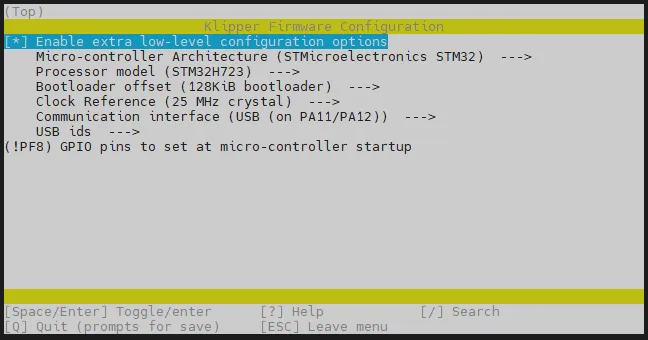 (Top)
Klipper Firmware Configuration
[*] Enable extra low-level configuration options
Micro-controller Architecture (STMicroelectronics STM32)  --->
Processor model (STM32H723)  --->
Bootloader offset (128KiB bootloader)  --->
Clock Reference (25 MHz crystal)  --->
Communication interface (USB (on PA11/PA12))  --->
USB ids  --->
(!PF8) GPIO pins to set at micro-controller startup
[Space/Enter] Toggle/enter      [?] Help      [/] Search
[Q] Quit (prompts for save)     [ESC] Leave menu